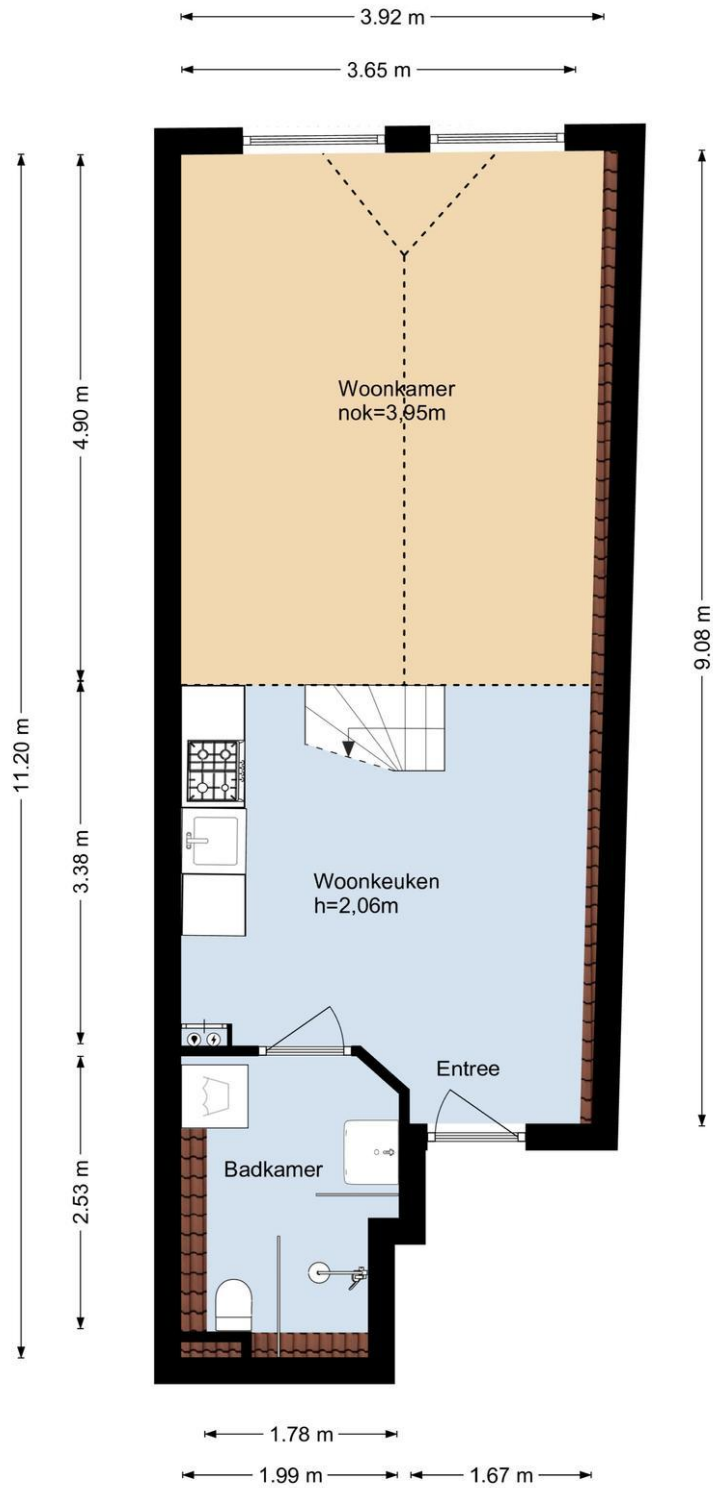 3.92 m
3.65 m
4.90 m
Woonkamer
nok=3,95m
9.08 m
11.20 m
3.38 m
Woonkeuken
h=2,06m
Entree
Badkamer
2.53 m
1.78 m
1.99 m
1.67 m